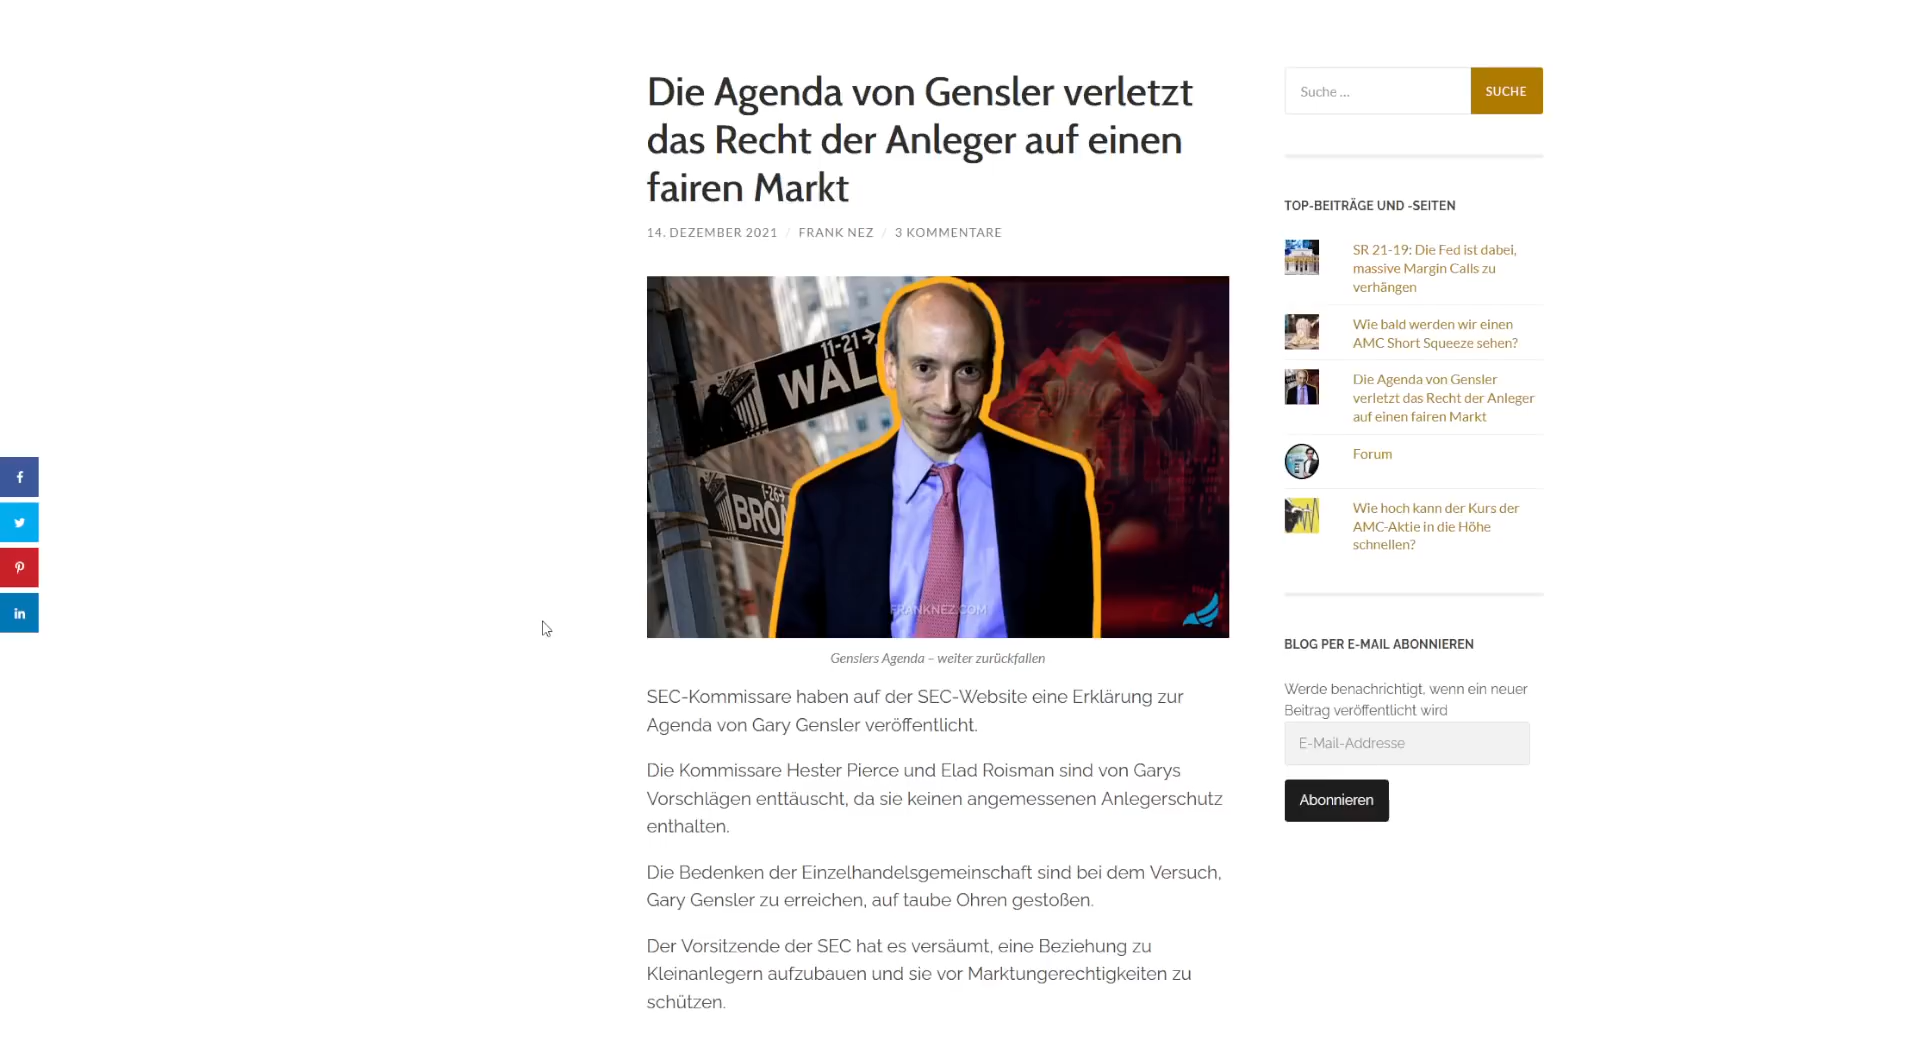 Die Agenda von Gensler verletzt
das Recht der Anleger auf einen
fairen Markt
14. DEZEMBER 2021 / FRANK NEZ / 3 KOMMENTARE
11-21
WAL
1-26
BRO
FRANKNEZ.COM
Genslers Agenda – weiter zurückfallen
SEC-Kommissare haben auf der SEC-Website eine Erklärung zur
Agenda von Gary Gensler veröffentlicht.
Die Kommissare Hester Pierce und Elad Roisman sind von Garys
Vorschlägen enttäuscht, da sie keinen angemessenen Anlegerschutz
enthalten.
Die Bedenken der Einzelhandelsgemeinschaft sind bei dem Versuch,
Gary Gensler zu erreichen, auf taube Ohren gestoßen.
Der Vorsitzende der SEC hat es versäumt, eine Beziehung zu
Kleinanlegern aufzubauen und sie vor Marktungerechtigkeiten zu
schützen.
Suche ...
SUCHE
TOP-BEITRÄGE UND -SEITEN
SR 21-19: Die Fed ist dabei,
massive Margin Calls zu
verhängen
Wie bald werden wir einen
AMC Short Squeeze sehen?
Die Agenda von Gensler
verletzt das Recht der Anleger
auf einen fairen Markt
Forum
Wie hoch kann der Kurs der
AMC-Aktie in die Höhe
schnellen?
BLOG PER E-MAIL ABONNIEREN
Werde benachrichtigt, wenn ein neuer
Beitrag veröffentlicht wird
E-Mail-Addresse
Abonnieren